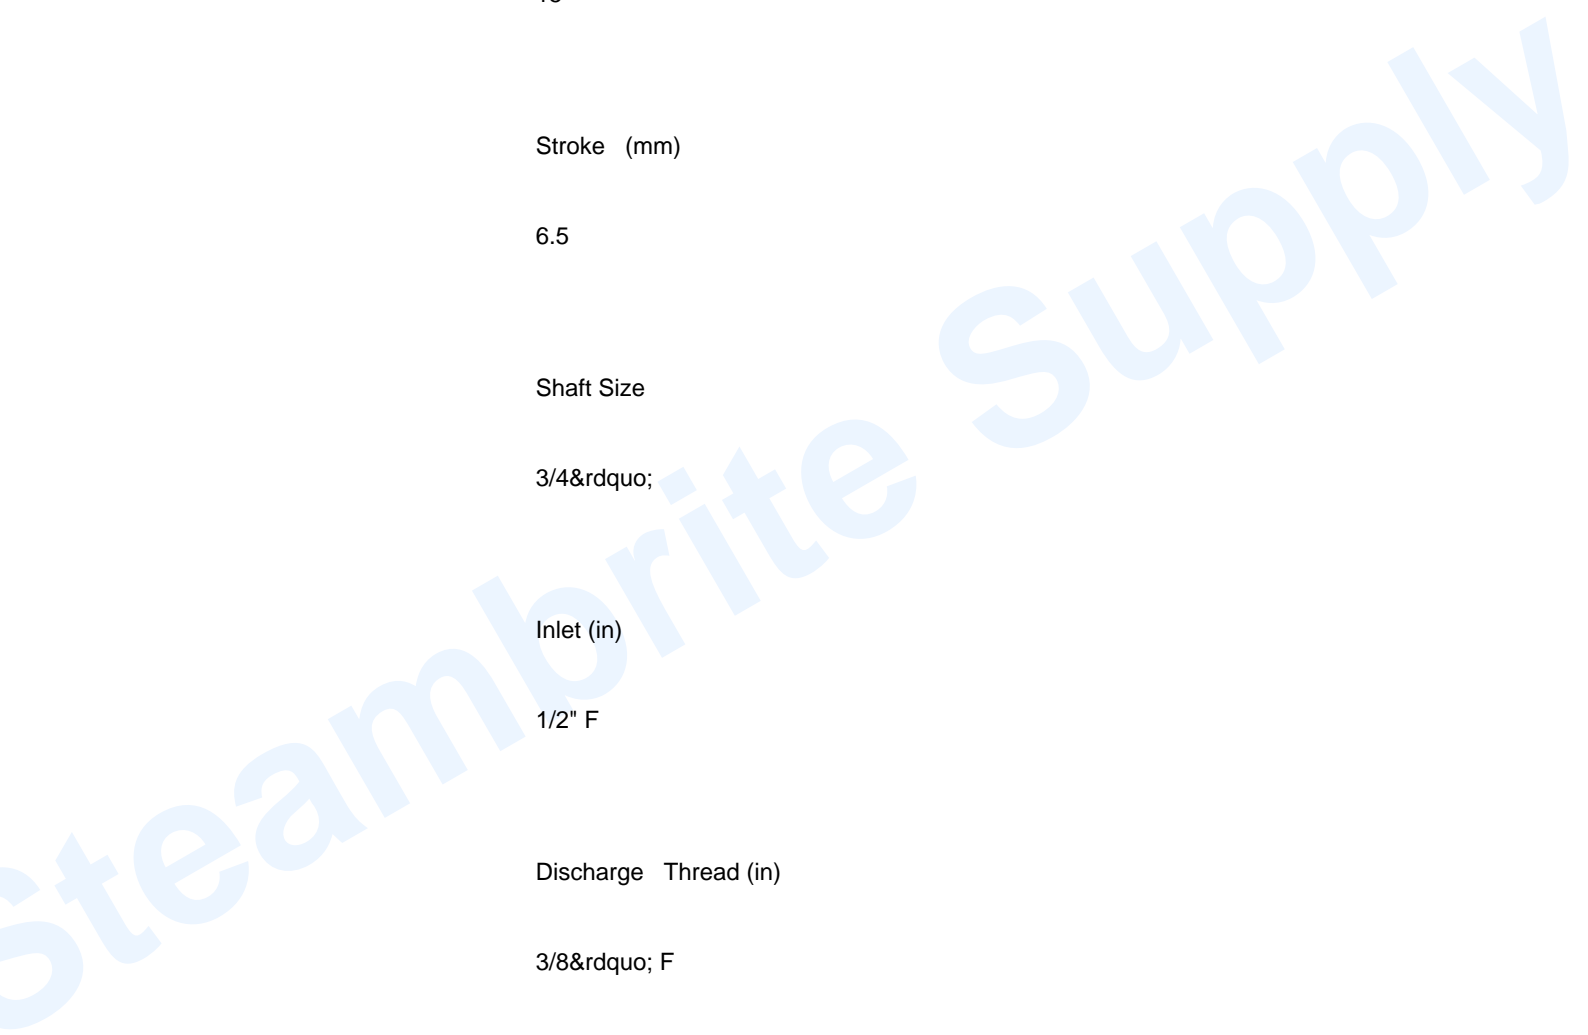 Stroke   (mm)
6.5
Shaft Size
3/4&rdquo;
Inlet (in)
1/2" F
Discharge   Thread (in)
3/8&rdquo; F
Steambrite Supply